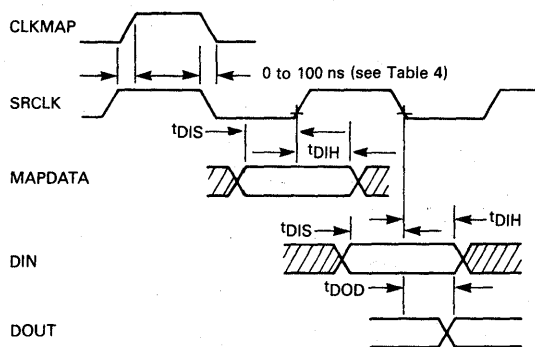 CLKMAP
0 to 100 ns (see Table 4)
SRCLK
tDIS
tDIH
MAPDATA
tDIS
tDIH
DIN
tDOD
DOUT